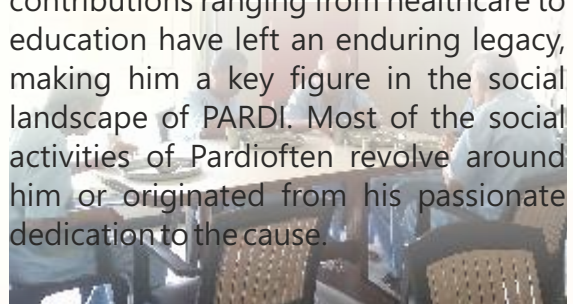 contributions ranging from healthcare to
education have left an enduring legacy,
making him a key figure in the social
landscape of PARDI. Most of the social
activities of Pardioften revolve around
him or originated from his passionate
dedication to the cause.